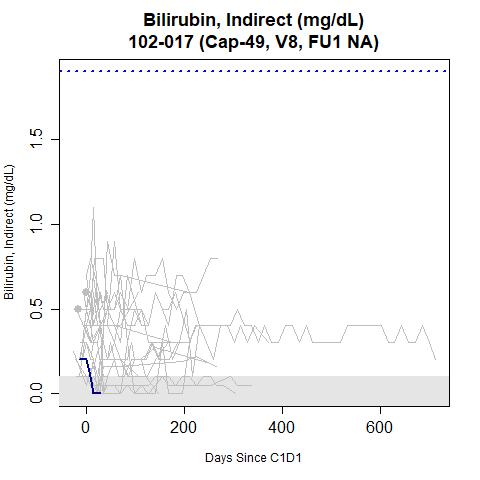 Bilirubin, Indirect (mg/dL)
102-017 (Cap-49, V8, FU1 NA)
Bilirubin, Indirect (mg/dL)
1.5
1.0
0.5
0.0
0 200 400 600
Days Since C1D1